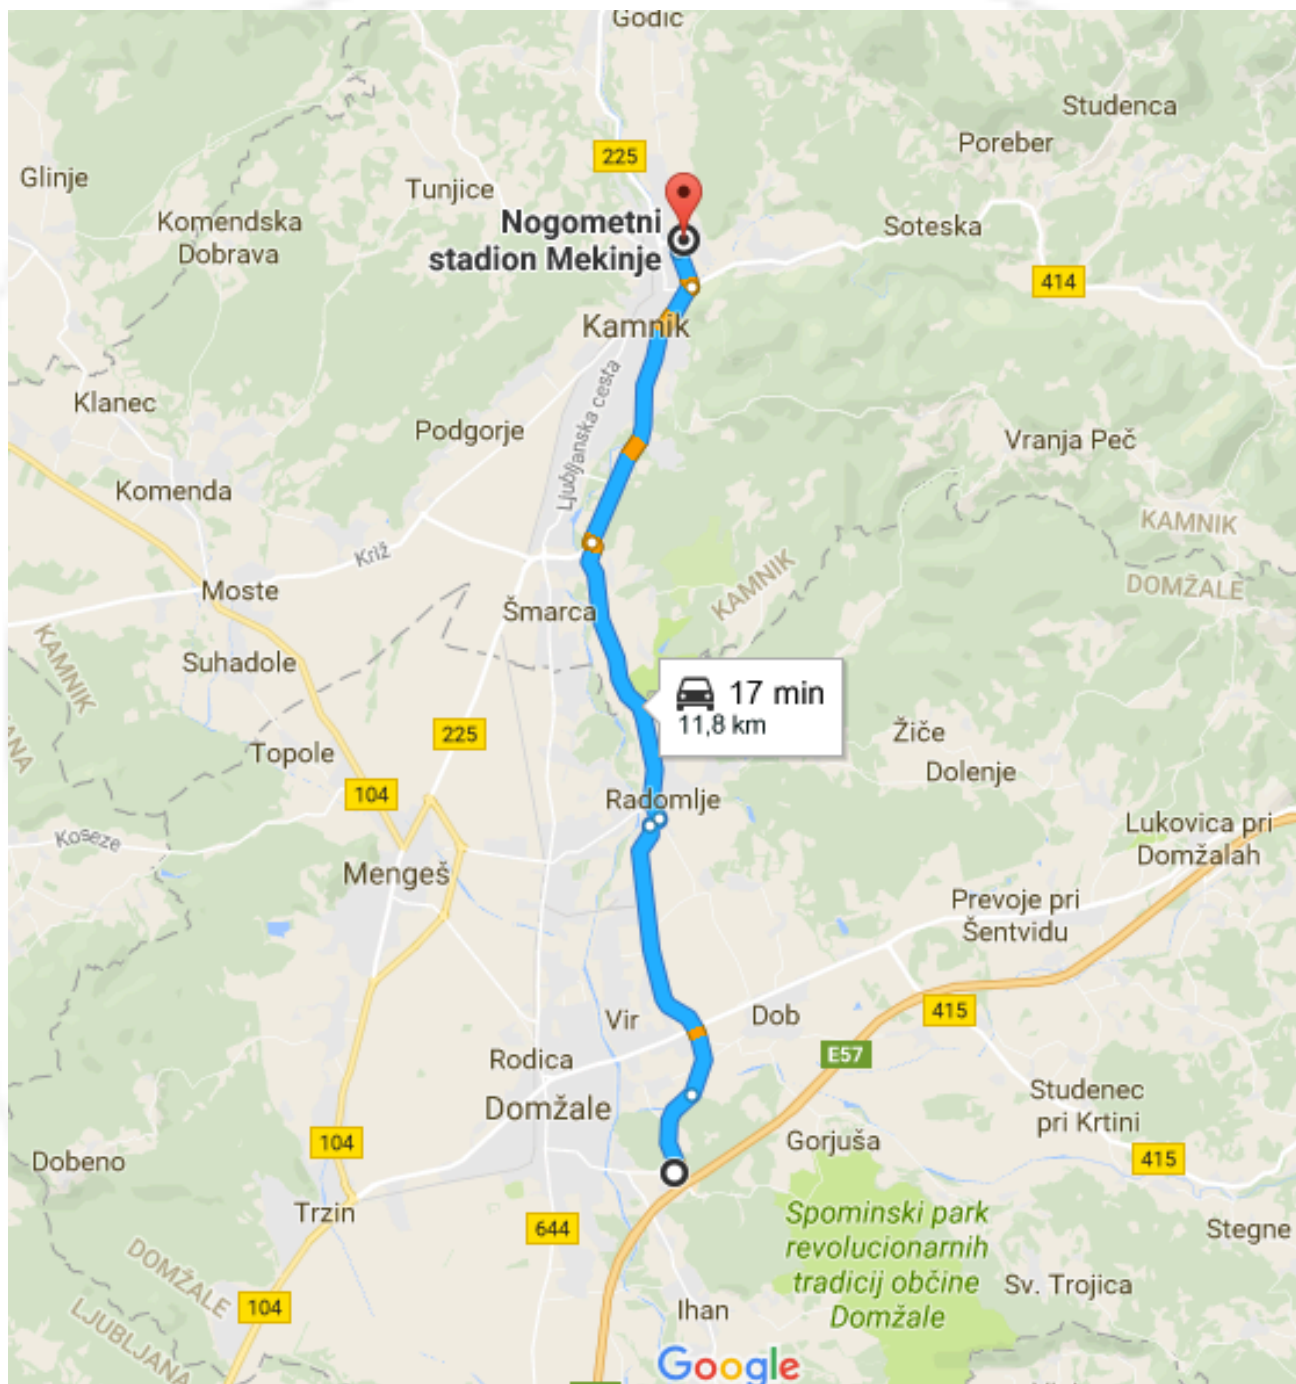 Godic
Studenca
Poreber
225
Glinje
Tunjice
Komendska
Dobrava
Nogometni
stadion Mekinje
Soteska
414
Kamnik
Ljubljanska cesta
Klanec
Podgorje
Vranja Peč
Komenda
KAMNIK
Križ
DOMŽALE
KAMNIK
Moste
Šmarca
KAMNIK
Suhadole
17 min
11,8 km
225
Žiče
Topole
Dolenje
104
Radomlje
Koseze
Lukovica pri
Domžalah
Mengeš
Prevoje pri
Šentvidu
415
Vir
Dob
E57
Rodica
Domžale
Studenec
pri Krtini
104
Gorjuša
415
Dobeno
Trzin
644
Spominski park
revolucionarnih
tradicij občine
Domžale
Stegne
DOMŽALE
Sv. Trojica
104
Ihan
LJUBLJANA
Google